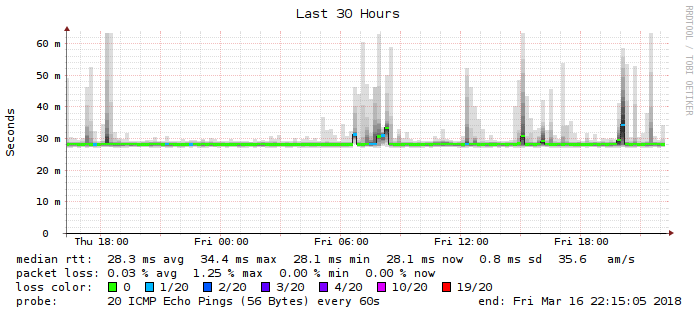 Last 30 Hours
RRDTOOL / TOBI OETIKER
Seconds
60 m
50 m
40 m
30 m
20 m
10 m
0
Thu 18:00 Fri 00:00 Fri 06:00 Fri 12:00 Fri 18:00
median rtt: 28.3 ms avg 34.4 ms max 28.1 ms min 28.1 ms now 0.8 ms sd 35.6 am/s
packet loss: 0.03 % avg 1.25 % max 0.00 % min 0.00 % now
loss color: 0 1/20 2/20 3/20 4/20 10/20 19/20
probe: 20 ICMP Echo Pings (56 Bytes) every 60s end: Fri Mar 16 22:15:05 2018